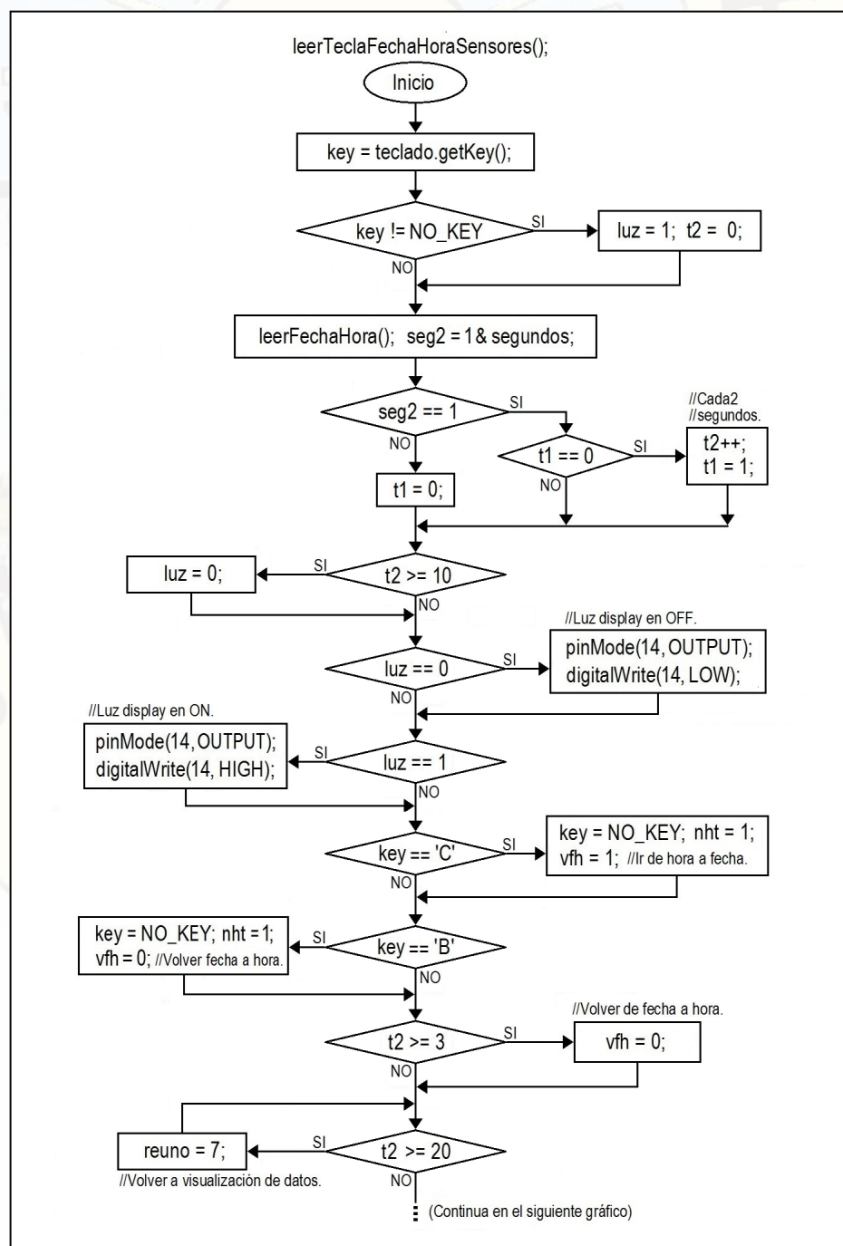 leerTeclaFechaHoraSensores();
Inicio
key = teclado.getKey();
key != NO_KEY
SI
luz = 1; t2 = 0;
NO
leerFechaHora(); seg2 = 1 & segundos;
seg2 == 1
SI
NO
//Cada2
//segundos.
t1 == 0
SI
t2++;
t1 = 1;
NO
t1 = 0;
luz = 0;
SI
t2 >= 10
NO
//Luz display en OFF.
luz == 0
SI
pinMode(14, OUTPUT);
digitalWrite(14, LOW);
NO
//Luz display en ON.
pinMode(14, OUTPUT);
digitalWrite(14, HIGH);
SI
luz == 1
NO
key == 'C'
SI
key = NO_KEY; nht = 1;
vfh = 1; //Ir de hora a fecha.
NO
key = NO_KEY; nht = 1;
vfh = 0; //Volver fecha a hora.
SI
key == 'B'
NO
//Volver de fecha a hora.
t2 >= 3
SI
vfh = 0;
NO
reuno = 7;
SI
t2 >= 20
//Volver a visualización de datos.
NO
(Continua en el siguiente gráfico)